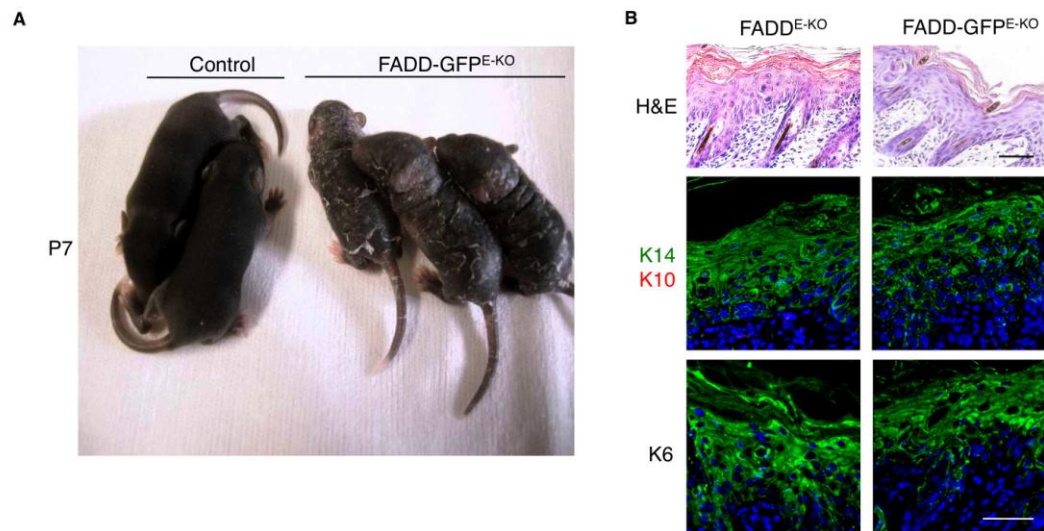 A
Control
FADD-GFP^E-KO
P7
B
FADD^E-KO
FADD-GFP^E-KO
H&E
K14
K10
K6